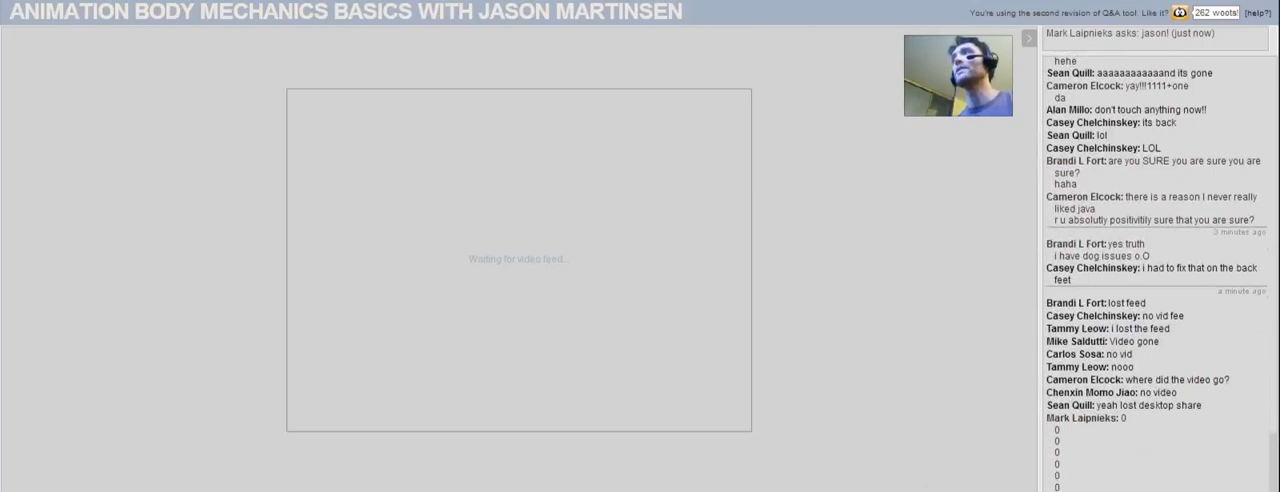 ANIMATION BODY MECHANICS BASICS WITH JASON MARTINSEN
You're using the second revision of Q&A tool. Like it? 262 woots! [help?]
Mark Laipnieks asks: jason! (just now)
hehe
Sean Quill: aaaaaaaaaaaand its gone
Cameron Elcock: yay!!!1111+one
da
Alan Millo: don't touch anything now!!
Casey Chelchinskey: its back
Sean Quill: lol
Casey Chelchinskey: LOL
Brandi L Fort: are you SURE you are sure you are
sure?
haha
Cameron Elcock: there is a reason I never really
liked java
r u absolutly positivitily sure that you are sure?
3 minutes ago
Brandi L Fort: yes truth
i have dog issues o.O
Casey Chelchinskey: i had to fix that on the back
feet
a minute ago
Brandi L Fort: lost feed
Casey Chelchinskey: no vid fee
Tammy Leow: i lost the feed
Mike Saldutti: Video gone
Carlos Sosa: no vid
Tammy Leow: nooo
Cameron Elcock: where did the video go?
Chenxin Momo Jiao: no video
Sean Quill: yeah lost desktop share
Mark Laipnieks: 0
0
0
0
0
0
0
Waiting for video feed...